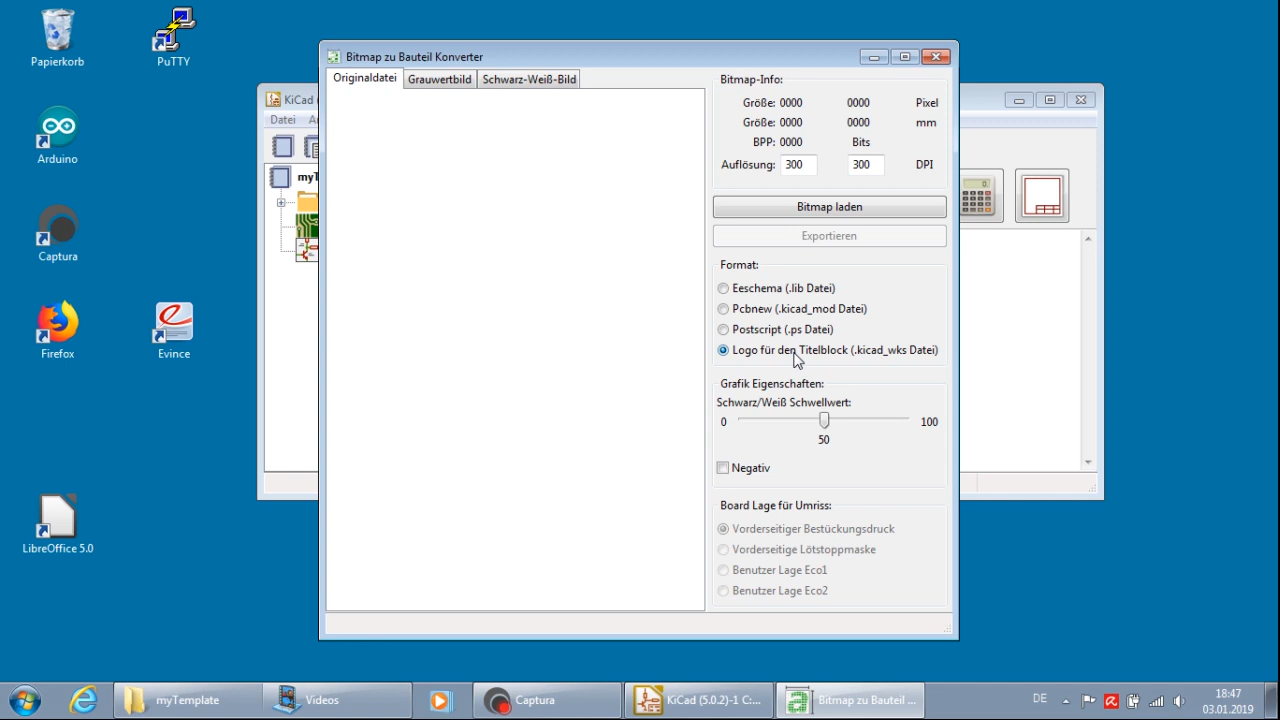 Papierkorb
PuTTY
Arduino
Captura
Firefox
Evince
LibreOffice 5.0
KiCad (
Datei
myT
Bitmap zu Bauteil Konverter
Originaldatei Grauwertbild Schwarz-Weiß-Bild
Bitmap-Info:
Größe: 0000 0000 Pixel
Größe: 0000 0000 mm
BPP: 0000 Bits
Auflösung: 300 300 DPI
Bitmap laden
Exportieren
Format:
Eeschema (.lib Datei)
Pcbnew (.kicad_mod Datei)
Postscript (.ps Datei)
Logo für den Titelblock (.kicad_wks Datei)
Grafik Eigenschaften:
Schwarz/Weiß Schwellwert:
0 100
50
Negativ
Board Lage für Umriss:
Vorderseitiger Bestückungsdruck
Vorderseitige Lötstoppmaske
Benutzer Lage Eco1
Benutzer Lage Eco2
myTemplate Videos Captura KiCad (5.0.2)-1 C:... Bitmap zu Bauteil ... DE 18:47
03.01.2019